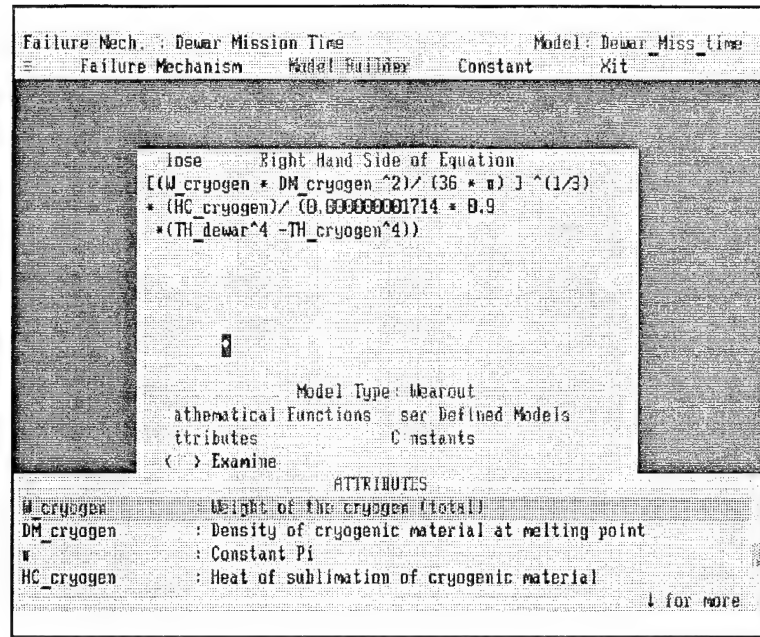 Failure Mech. : Dewar Mission Time Model: Dewar_Miss_time
≡ Failure Mechanism Model Builder Constant Xit
lose Right Hand Side of Equation
[(W_cryogen * DM_cryogen ^2)/ (36 * π) ] ^(1/3)
* (HC_cryogen)/ (0.000000001714 * 0.9
*(TH_dewar^4 -TH_cryogen^4))
Model Type: Wearout
athematical Functions ser Defined Models
ttributes C nstants
< > Examine
ATTRIBUTES
W_cryogen : Weight of the cryogen (total)
DM_cryogen : Density of cryogenic material at melting point
π : Constant Pi
HC_cryogen : Heat of sublimation of cryogenic material
↓ for more